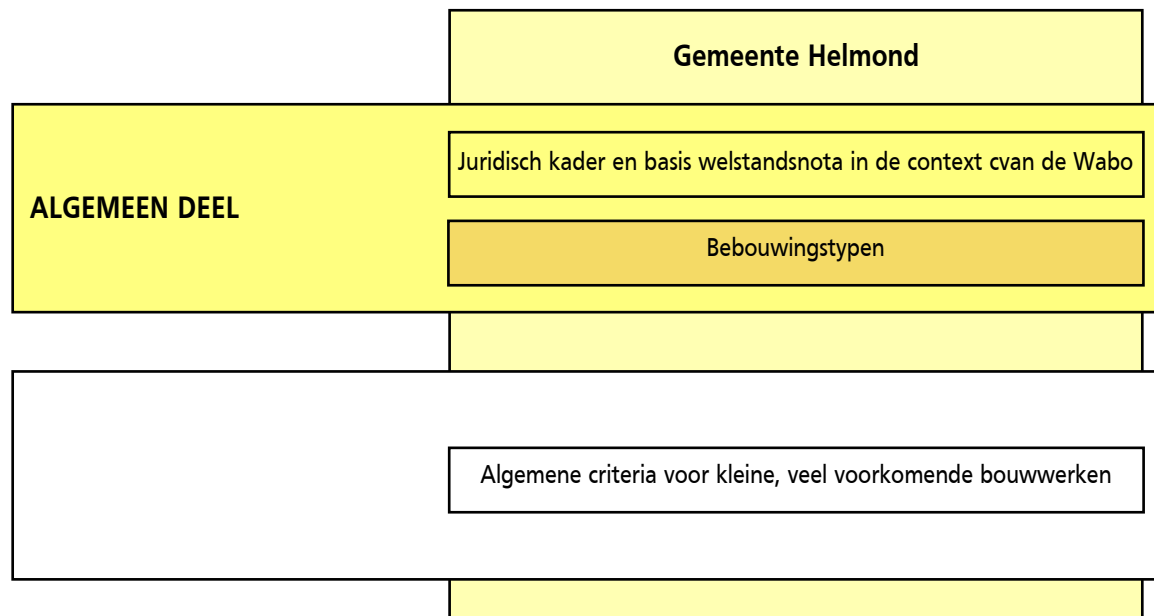 Gemeente Helmond
Juridisch kader en basis welstandsnota in de context cvan de Wabo
ALGEMEEN DEEL
Bebouwingstypen
Algemene criteria voor kleine, veel voorkomende bouwwerken